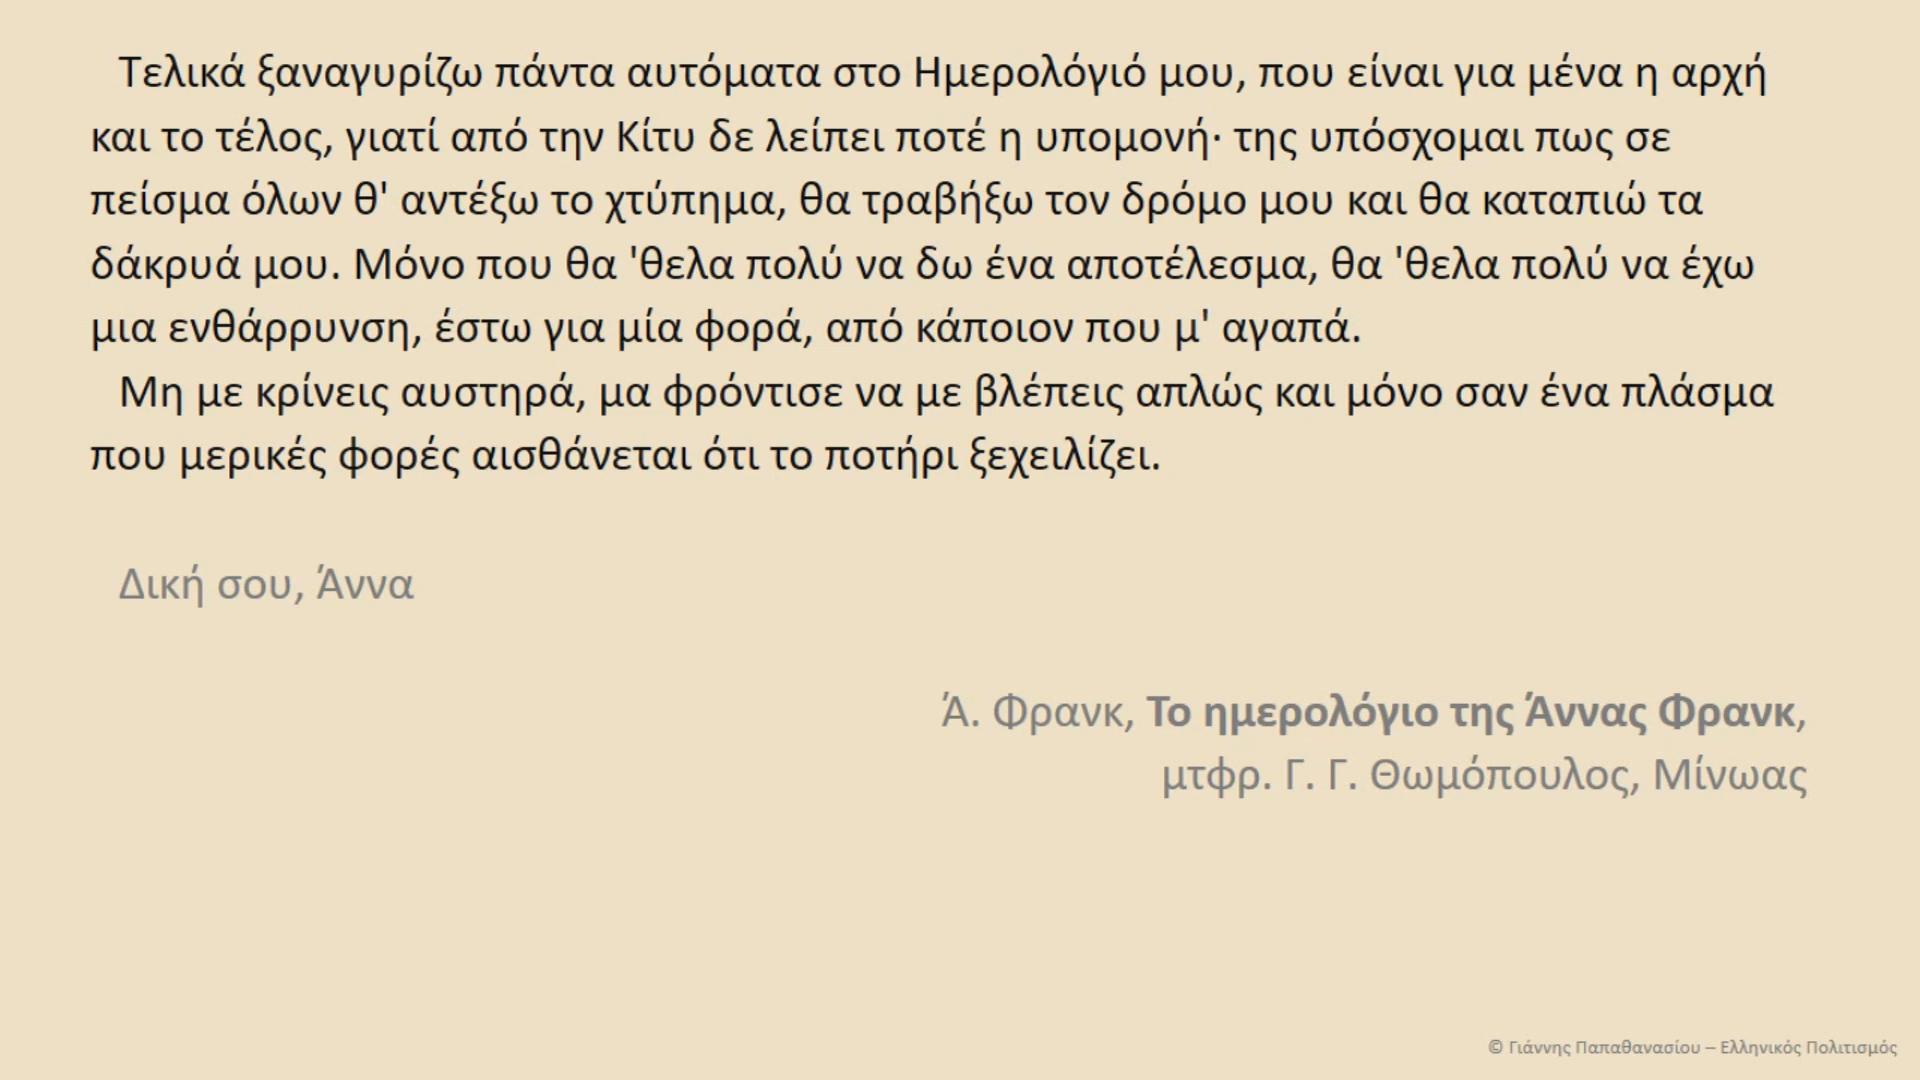 Τελικά ξαναγυρίζω πάντα αυτόματα στο Ημερολόγιό μου, που είναι για μένα η αρχή
και το τέλος, γιατί από την Κίτυ δε λείπει ποτέ η υπομονή· της υπόσχομαι πως σε
πείσμα όλων θ' αντέξω το χτύπημα, θα τραβήξω τον δρόμο μου και θα καταπιώ τα
δάκρυά μου. Μόνο που θα 'θελα πολύ να δω ένα αποτέλεσμα, θα 'θελα πολύ να έχω
μια ενθάρρυνση, έστω για μία φορά, από κάποιον που μ' αγαπά.
Μη με κρίνεις αυστηρά, μα φρόντισε να με βλέπεις απλώς και μόνο σαν ένα πλάσμα
που μερικές φορές αισθάνεται ότι το ποτήρι ξεχειλίζει.
Δική σου, Άννα
Ά. Φρανκ, Το ημερολόγιο της Άννας Φρανκ,
μτφρ. Γ. Γ. Θωμόπουλος, Μίνωας
© Γιάννης Παπαθανασίου – Ελληνικός Πολιτισμός